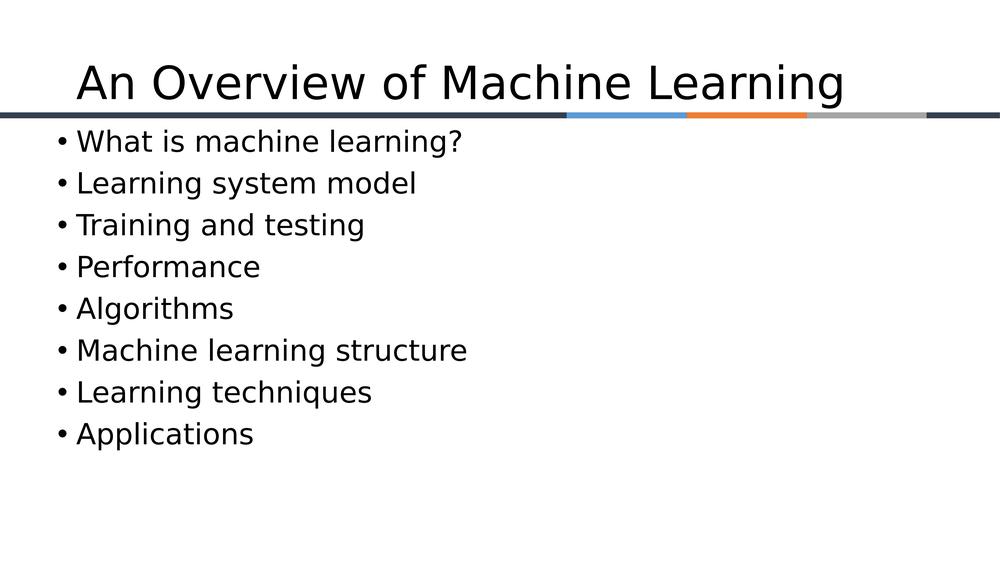 An Overview of Machine Learning
• What is machine learning?
• Learning system model
• Training and testing
• Performance
• Algorithms
• Machine learning structure
• Learning techniques
• Applications